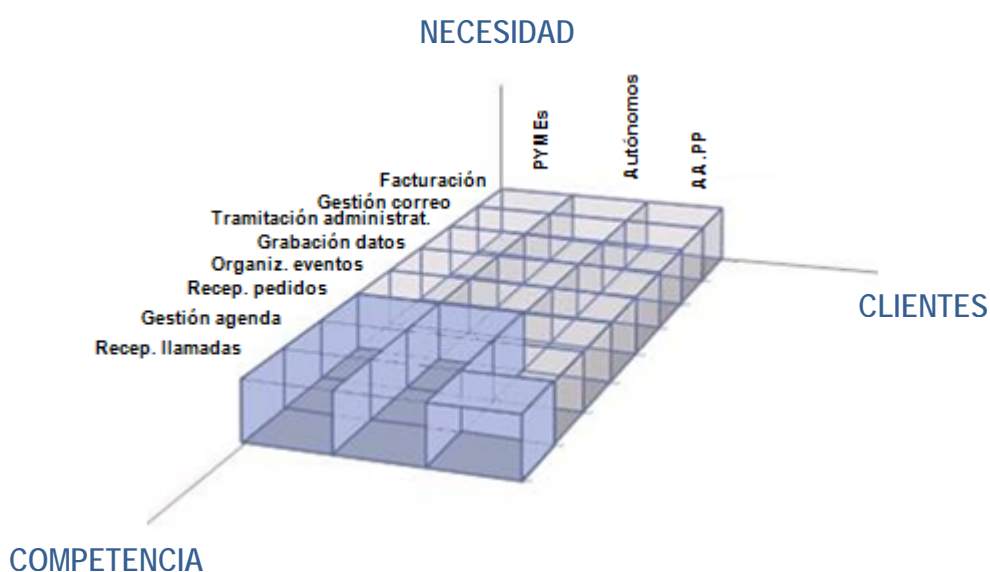 NECESIDAD
PYMEs
Autónomos
AA.PP
Facturación
Gestión correo
Tramitación administrat.
Grabación datos
Organiz. eventos
Recep. pedidos
Gestión agenda
Recep. llamadas
CLIENTES
COMPETENCIA